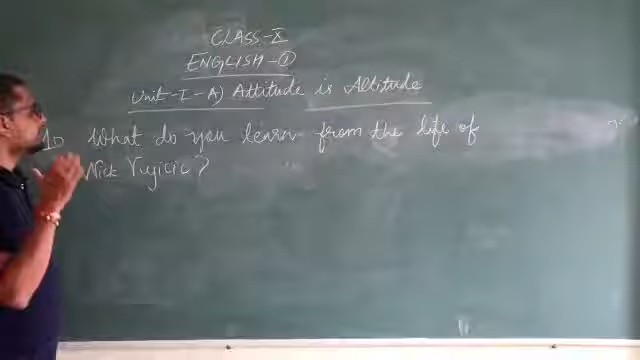 CLASS-X
ENGLISH-①
Unit-I-A) Attitude is Altitude
1) What do you learn from the life of
Nick Vujicic?